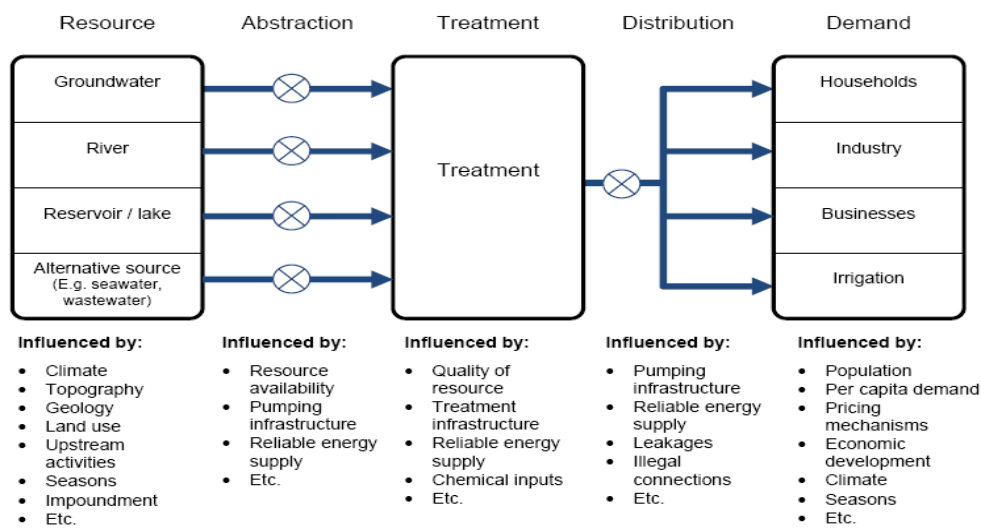 Resource
Abstraction
Treatment
Distribution
Demand
Groundwater
River
Reservoir / lake
Alternative source
(E.g. seawater,
wastewater)
Treatment
Households
Industry
Businesses
Irrigation
Influenced by:
• Climate
• Topography
• Geology
• Land use
• Upstream
activities
• Seasons
• Impoundment
• Etc.
Influenced by:
• Resource
availability
• Pumping
infrastructure
• Reliable energy
supply
• Etc.
Influenced by:
• Quality of
resource
• Treatment
infrastructure
• Reliable energy
supply
• Chemical inputs
• Etc.
Influenced by:
• Pumping
infrastructure
• Reliable energy
supply
• Leakages
• Illegal
connections
• Etc.
Influenced by:
• Population
• Per capita demand
• Pricing
mechanisms
• Economic
development
• Climate
• Seasons
• Etc.